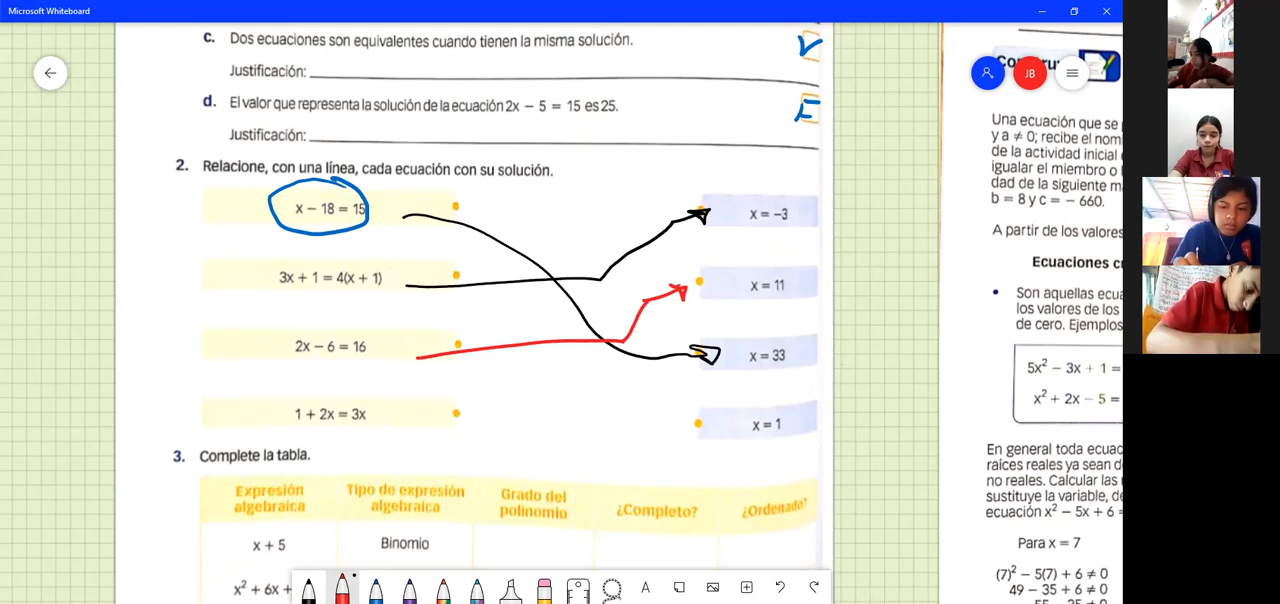 Microsoft Whiteboard
c. Dos ecuaciones son equivalentes cuando tienen la misma solución.
V
Justificación:
d. El valor que representa la solución de la ecuación 2x − 5 = 15 es 25.
F
Justificación:
2. Relacione, con una línea, cada ecuación con su solución.
x − 18 = 15
x = −3
3x + 1 = 4(x + 1)
x = 11
2x − 6 = 16
x = 33
1 + 2x = 3x
x = 1
3. Complete la tabla.
Expresión algebraica
Tipo de expresión algebraica
Grado del polinomio
¿Completo?
¿Ordenado?
x + 5
Binomio
x² + 6x +
JB
Una ecuación que se
y a ≠ 0; recibe el nom
de la actividad inicial
igualar el miembro o
dad de la siguiente m
b = 8 y c = − 660.
A partir de los valores
Ecuaciones c
• Son aquellas ecua
los valores de los
de cero. Ejemplos
5x² − 3x + 1 =
x² + 2x − 5 =
En general toda ecuac
raíces reales ya sean d
no reales. Calcular las
sustituye la variable, de
ecuación x² − 5x + 6 =
Para x = 7
(7)² − 5(7) + 6 ≠ 0
49 − 35 + 6 ≠ 0
A